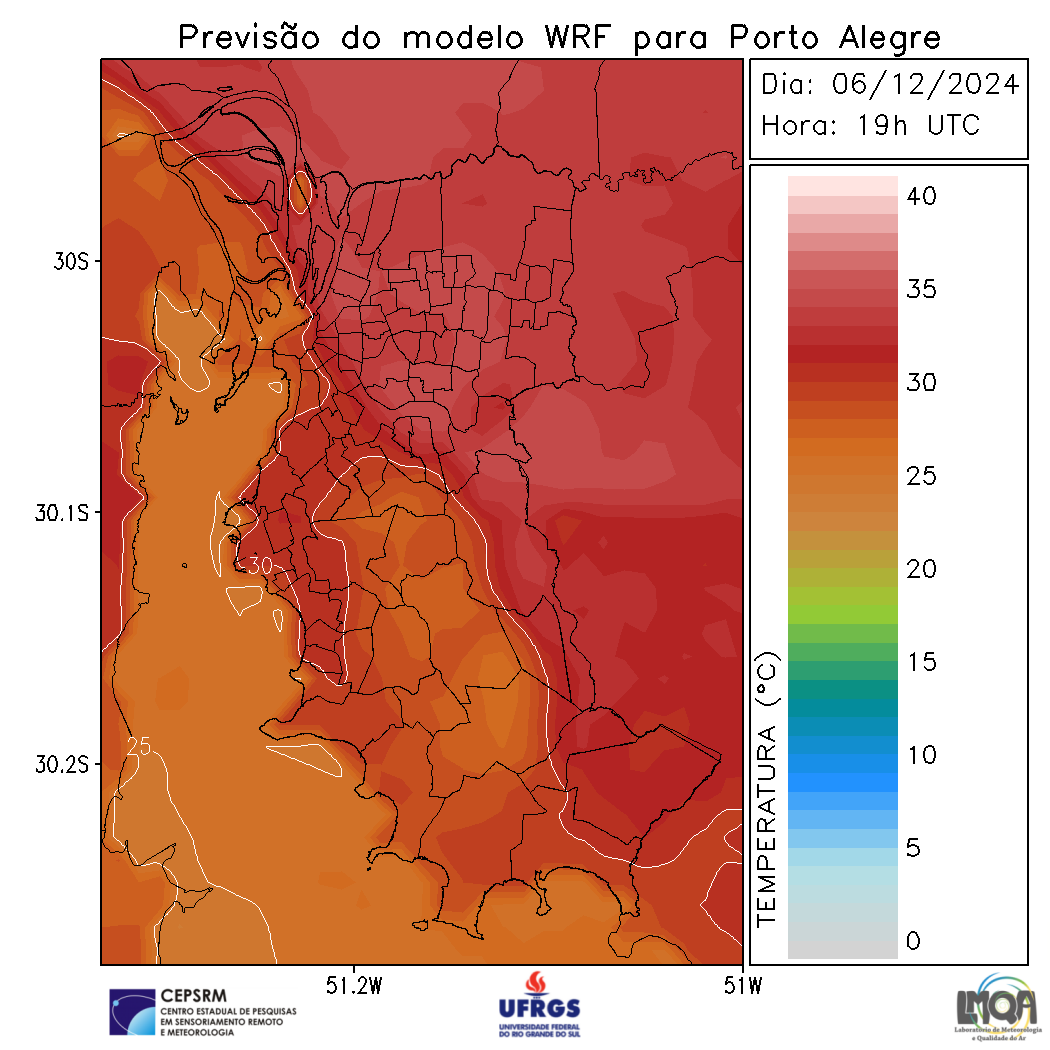 Previsão do modelo WRF para Porto Alegre
Dia: 06/12/2024
Hora: 19h UTC
30S
30.1S
30.2S
51.2W
51W
30
25
TEMPERATURA (°C)
40
35
30
25
20
15
10
5
0
CEPSRM
CENTRO ESTADUAL DE PESQUISAS
EM SENSORIAMENTO REMOTO
E METEOROLOGIA
UFRGS
UNIVERSIDADE FEDERAL
DO RIO GRANDE DO SUL
LMQA
Laboratório de Meteorologia
e Qualidade do Ar